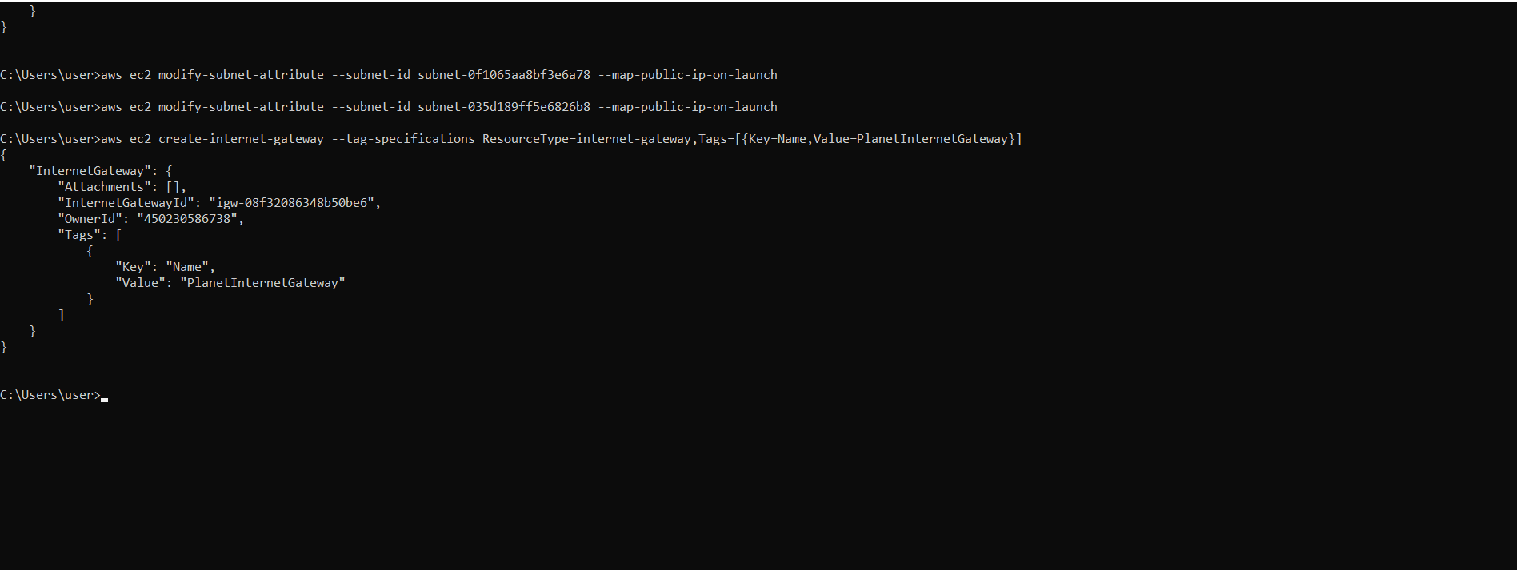 }
}
C:\Users\user>aws ec2 modify-subnet-attribute --subnet-id subnet-0f1065aa8bf3e6a78 --map-public-ip-on-launch
C:\Users\user>aws ec2 modify-subnet-attribute --subnet-id subnet-035d189ff5e6826b8 --map-public-ip-on-launch
C:\Users\user>aws ec2 create-internet-gateway --tag-specifications ResourceType=internet-gateway,Tags=[{Key=Name,Value=PlanetInternetGateway}]
{
    "InternetGateway": {
        "Attachments": [],
        "InternetGatewayId": "igw-08f32086348b50be6",
        "OwnerId": "450230586738",
        "Tags": [
            {
                "Key": "Name",
                "Value": "PlanetInternetGateway"
            }
        ]
    }
}
C:\Users\user>